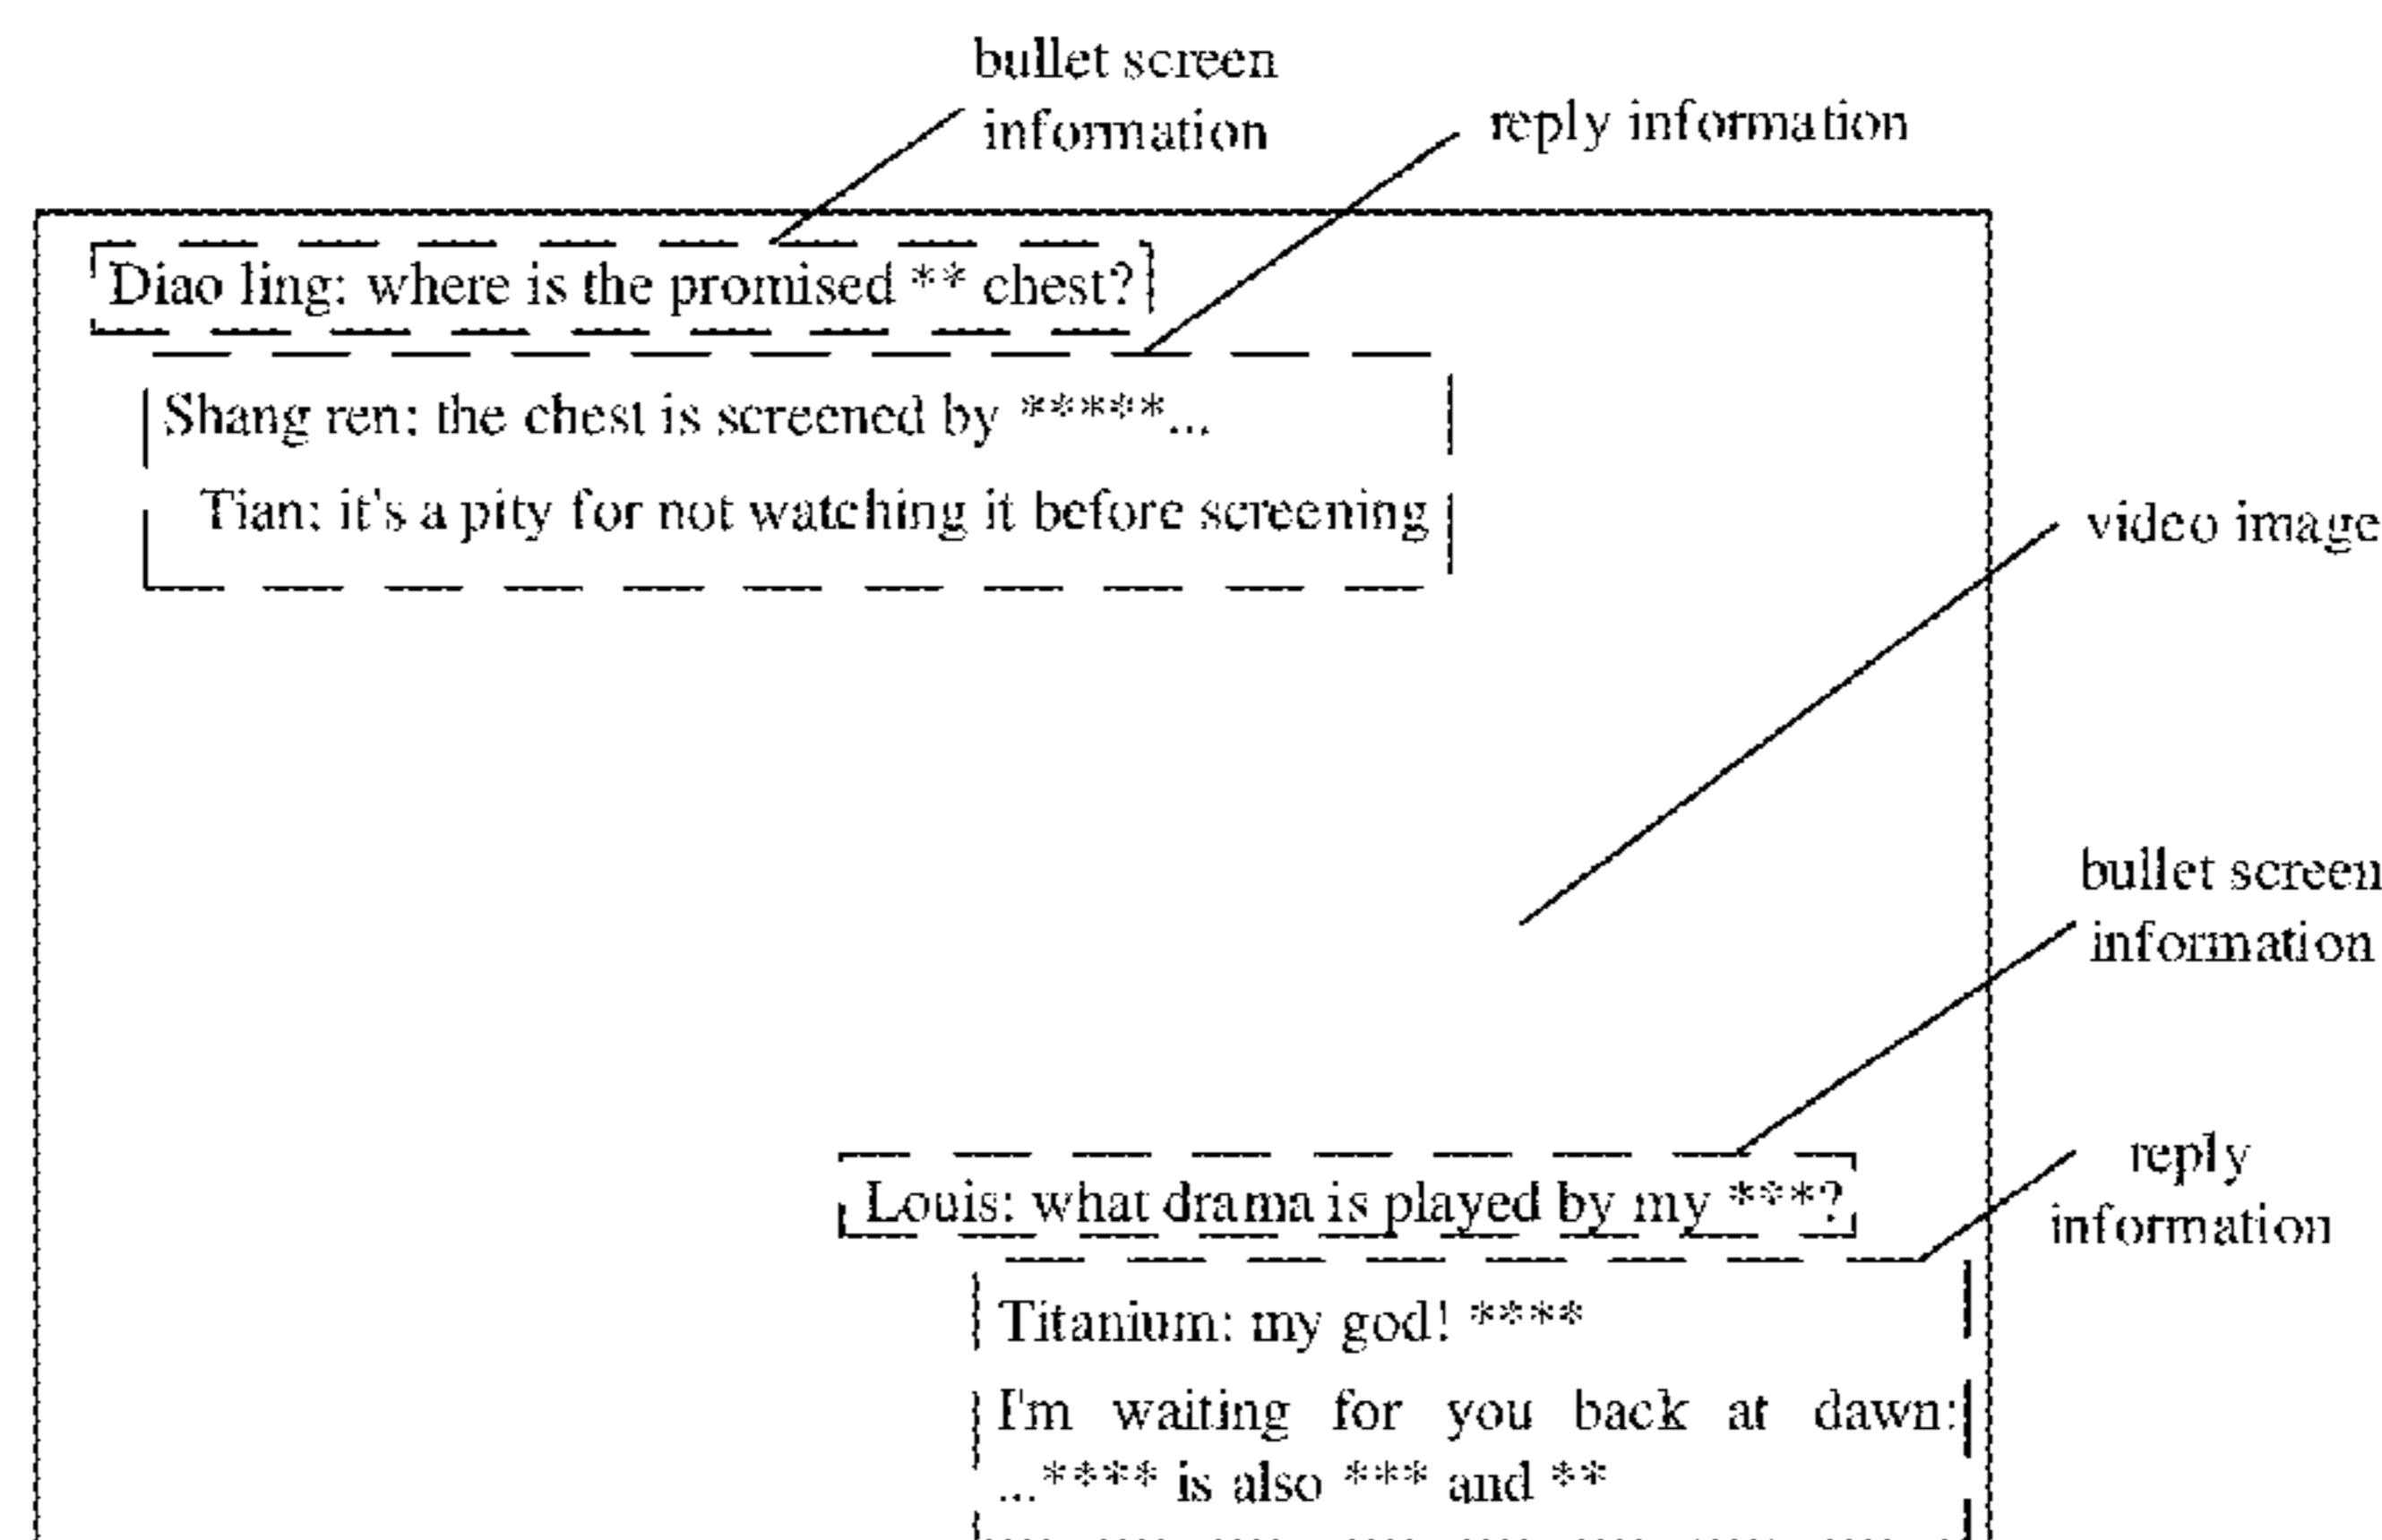 bullet screen
information
reply information
Diao ling: where is the promised ** chest?
Shang ren: the chest is screened by *****...
Tian: it's a pity for not watching it before screening
video image
bullet screen
information
reply
information
Louis: what drama is played by my ***?
Titanium: my god! ****
I'm waiting for you back at dawn:
...**** is also *** and **